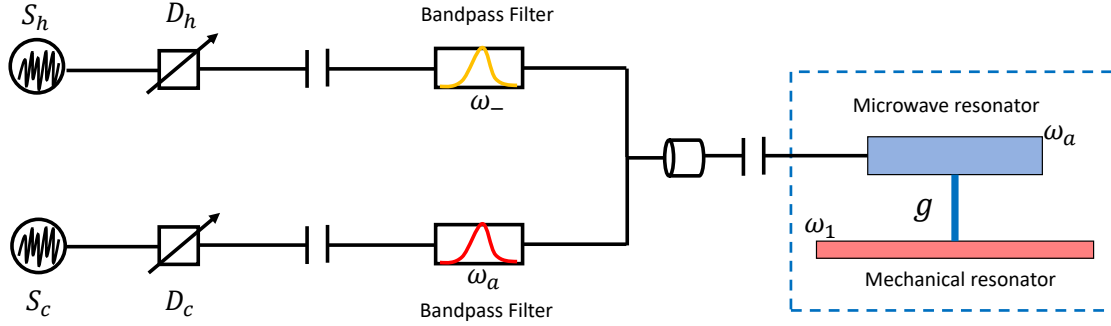 S_h
D_h
Bandpass Filter
ω_−
Microwave resonator
ω_a
g
ω_1
Mechanical resonator
S_c
D_c
ω_a
Bandpass Filter